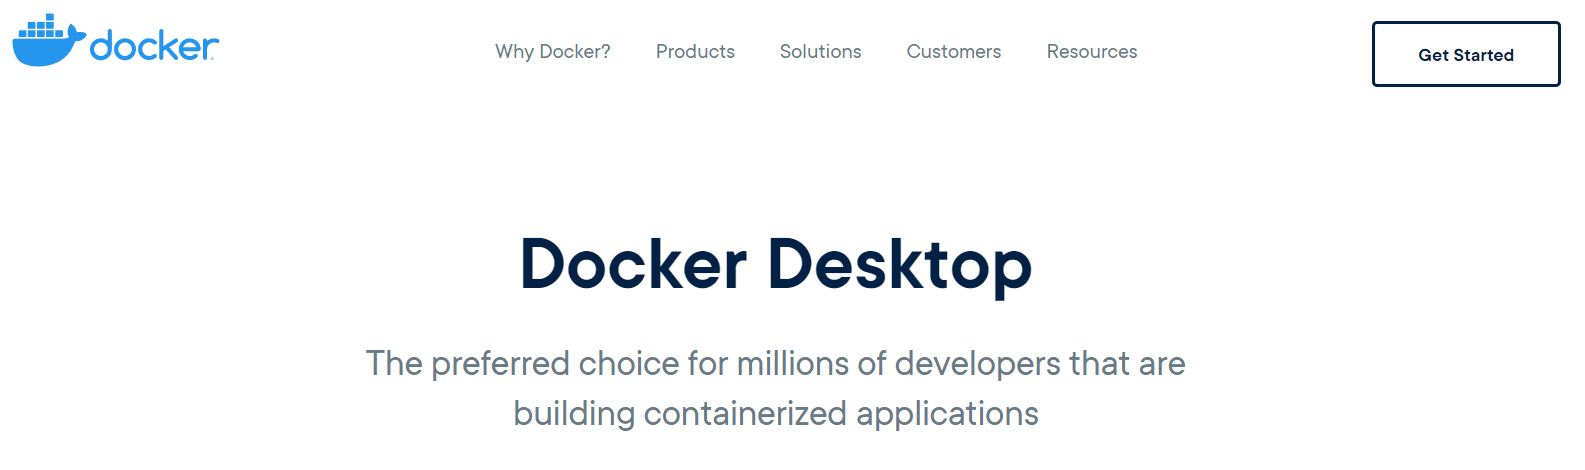 docker
Why Docker? Products Solutions Customers Resources Get Started
Docker Desktop
The preferred choice for millions of developers that are
building containerized applications